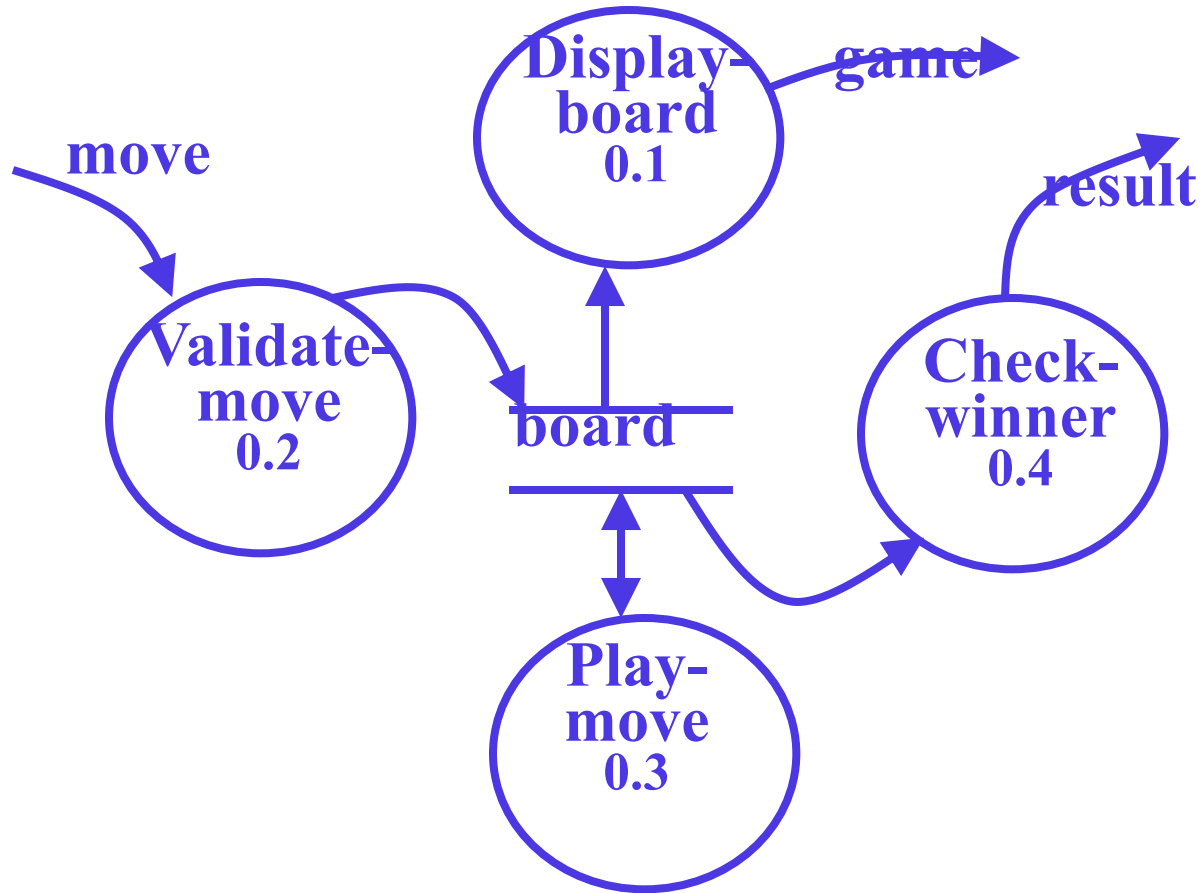 Display-
board
0.1
game
move
result
Validate-
move
0.2
board
Check-
winner
0.4
Play-
move
0.3